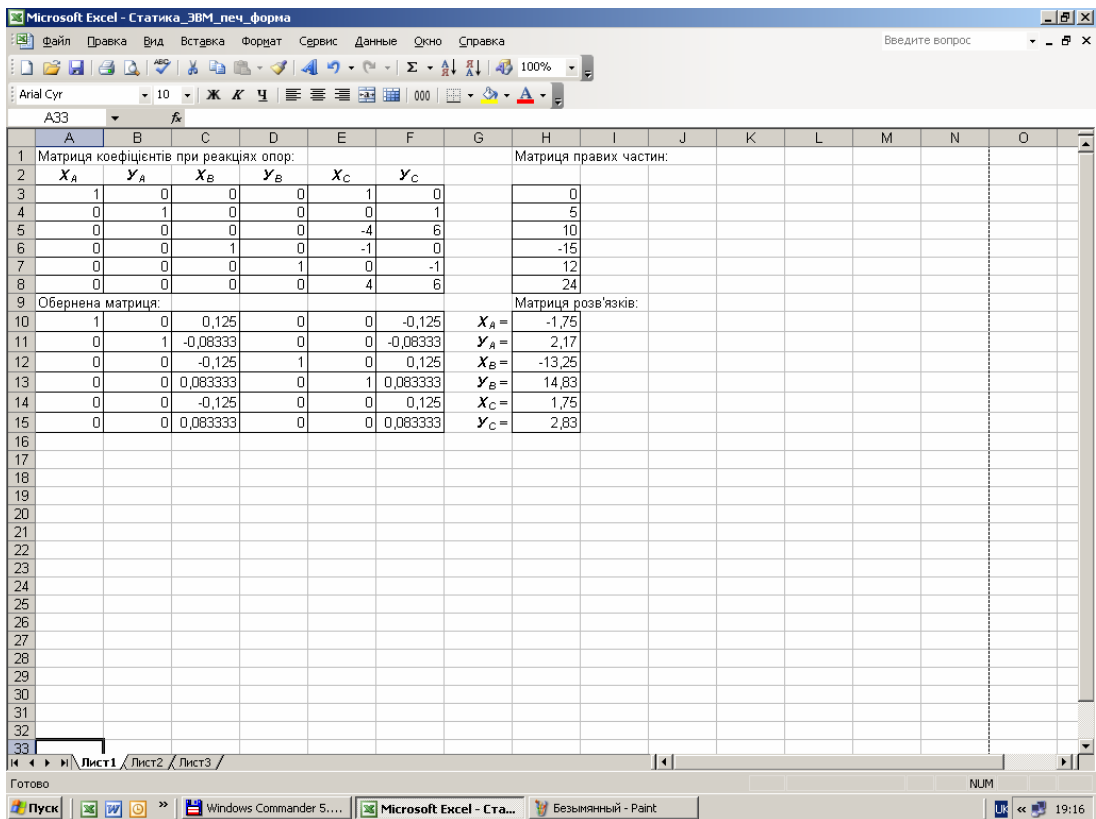 Microsoft Excel - Статика_ЭВМ_печ_форма
Файл Правка Вид Вставка Формат Сервис Данные Окно Справка Введите вопрос
100%
Arial Cyr 10 Ж К Ч 000
A33 fx
A B C D E F G H I J K L M N O
1 Матриця коефіцієнтів при реакціях опор: Матриця правих частин:
2 XA УA XB УB XC УC
3 1 0 0 0 1 0 0
4 0 1 0 0 0 1 5
5 0 0 0 0 -4 6 10
6 0 0 1 0 -1 0 -15
7 0 0 0 1 0 -1 12
8 0 0 0 0 4 6 24
9 Обернена матриця: Матриця розв'язків:
10 1 0 0,125 0 0 -0,125 XA = -1,75
11 0 1 -0,08333 0 0 -0,08333 УA = 2,17
12 0 0 -0,125 1 0 0,125 XB = -13,25
13 0 0 0,083333 0 1 0,083333 УB = 14,83
14 0 0 -0,125 0 0 0,125 XC = 1,75
15 0 0 0,083333 0 0 0,083333 УC = 2,83
16
17
18
19
20
21
22
23
24
25
26
27
28
29
30
31
32
33
Лист1 Лист2 Лист3
Готово NUM
Пуск » Windows Commander 5.... Microsoft Excel - Ста... Безымянный - Paint UK « 19:16